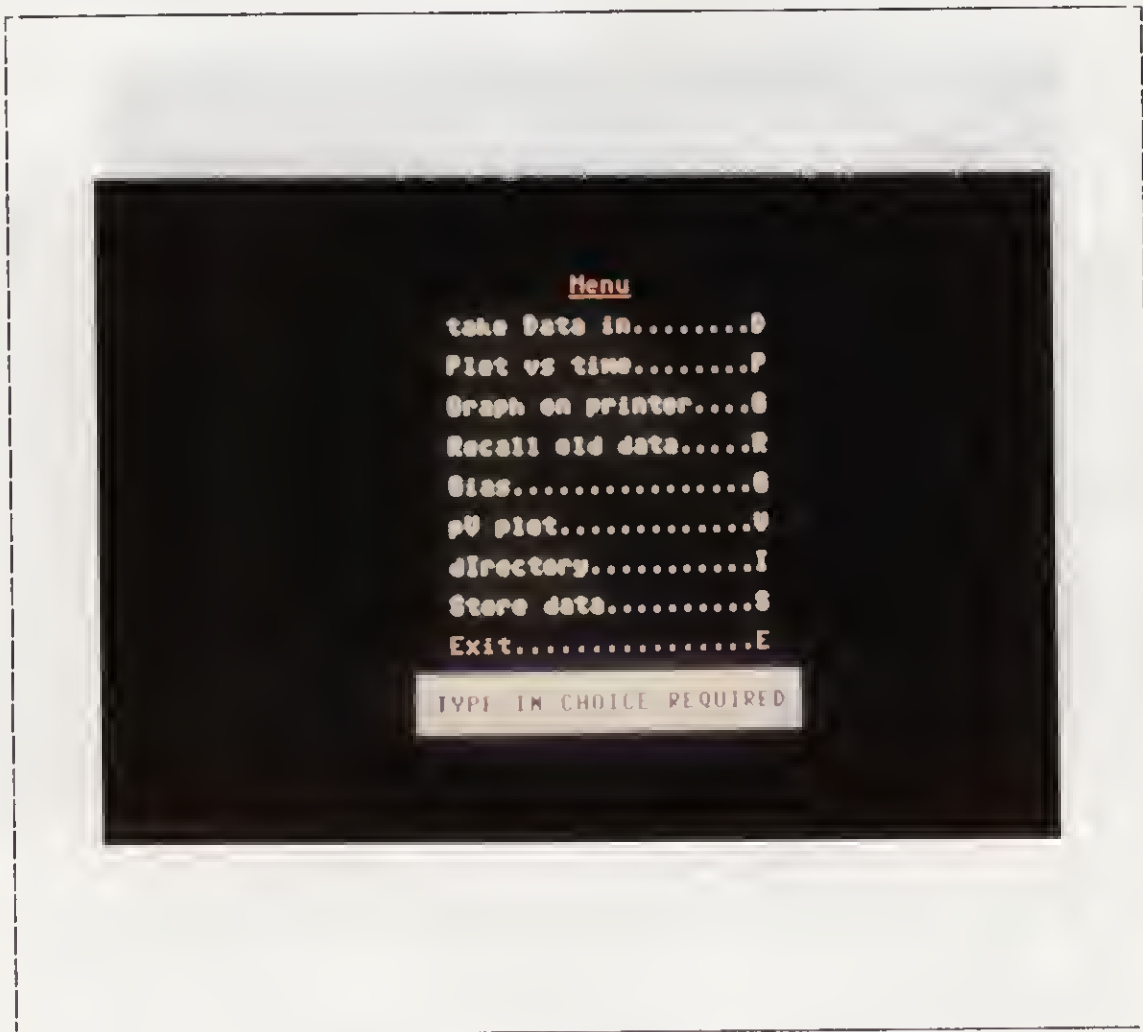 Menu
take Data in........D
Plot vs time........P
Graph on printer....G
Recall old data.....R
Bias................B
pV plot.............V
dIrectory...........I
Store data..........S
Exit................E
TYPE IN CHOICE REQUIRED